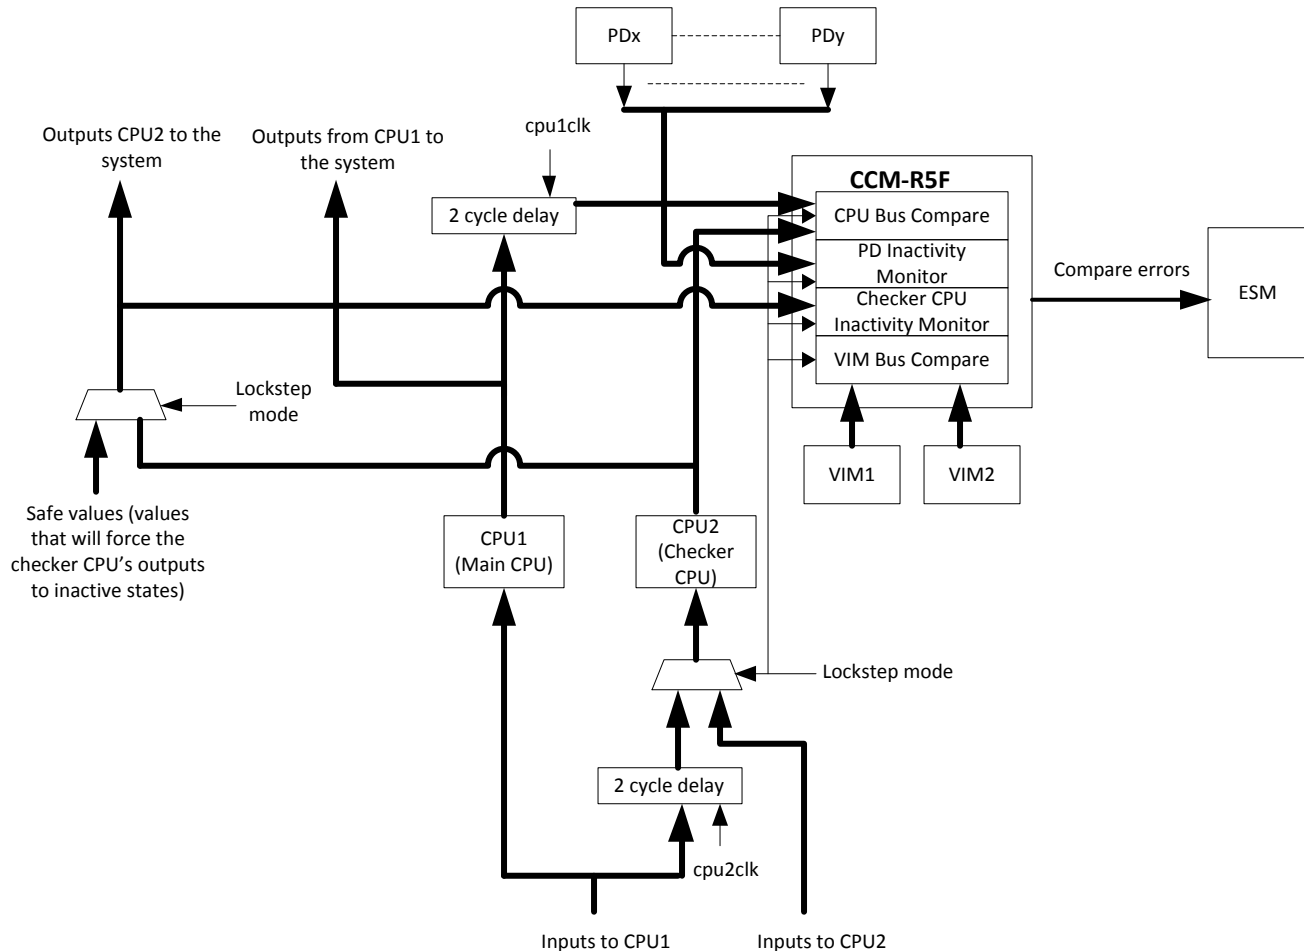 PDx
PDy
Outputs CPU2 to the
system
Outputs from CPU1 to
the system
cpu1clk
2 cycle delay
CCM-R5F
CPU Bus Compare
PD Inactivity
Monitor
Checker CPU
Inactivity Monitor
VIM Bus Compare
Compare errors
ESM
Lockstep
mode
VIM1
VIM2
Safe values (values
that will force the
checker CPU’s outputs
to inactive states)
CPU1
(Main CPU)
CPU2
(Checker
CPU)
Lockstep mode
2 cycle delay
cpu2clk
Inputs to CPU1
Inputs to CPU2